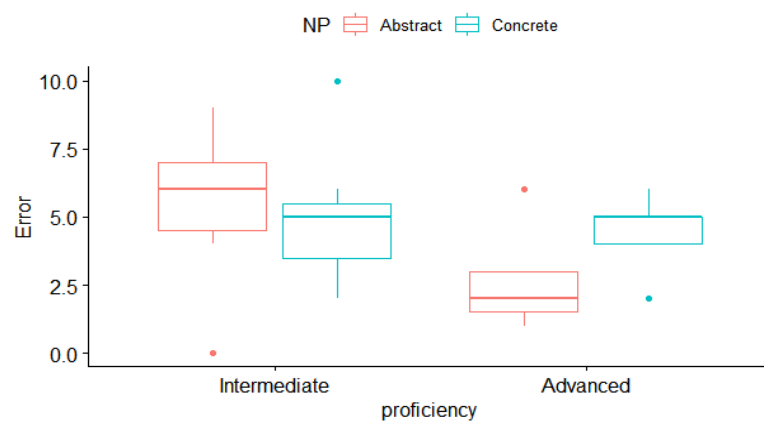 NP Abstract Concrete
10.0
7.5
5.0
2.5
0.0
Error
Intermediate Advanced
proficiency